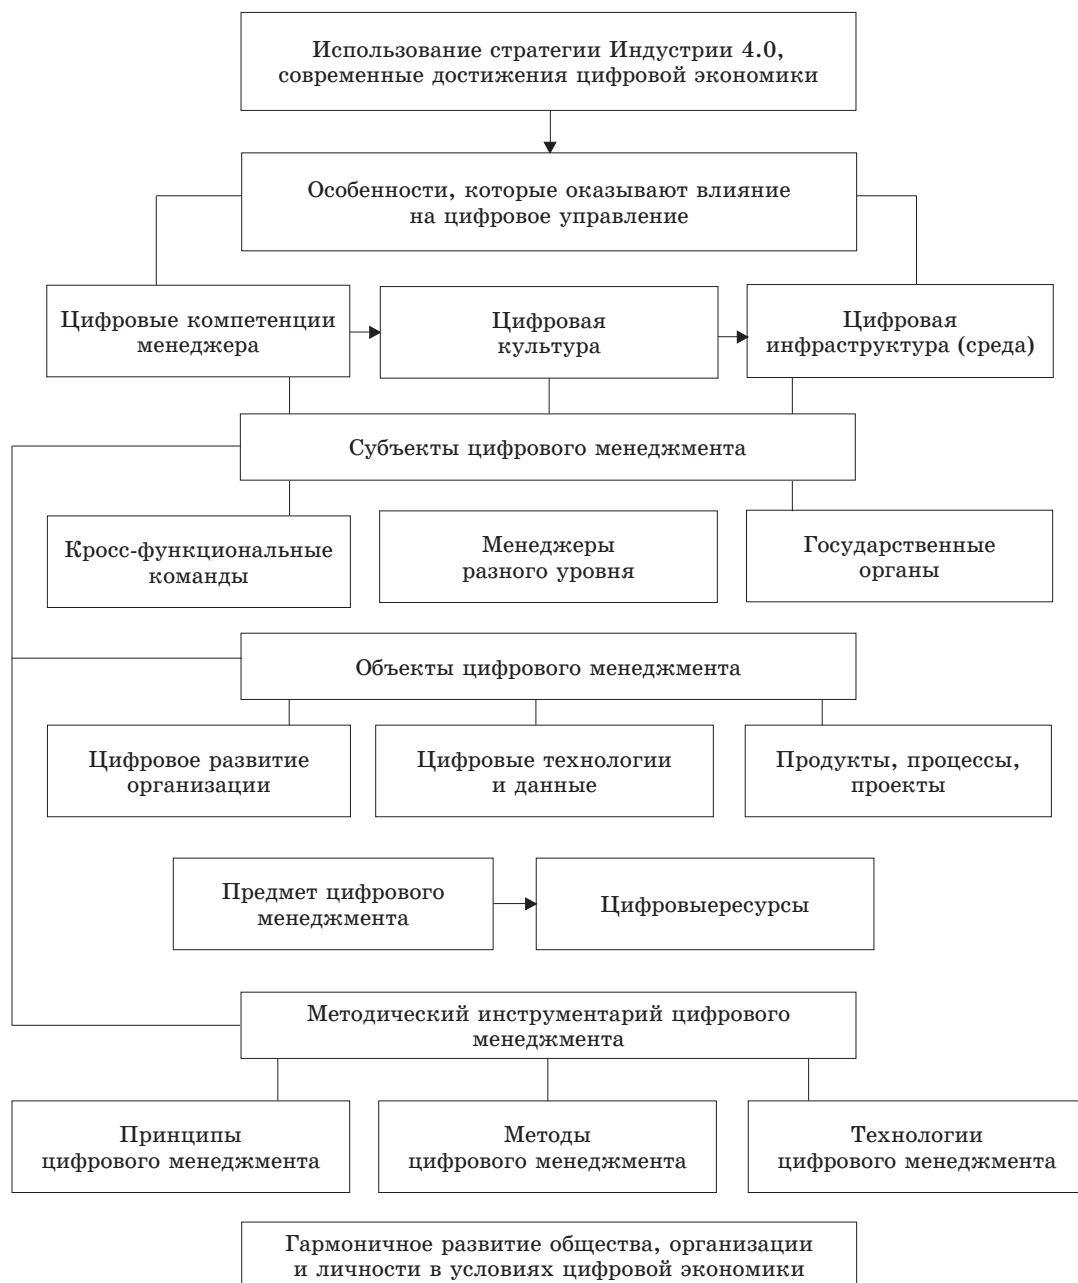 Использование стратегии Индустрии 4.0,
современные достижения цифровой экономики
Особенности, которые оказывают влияние
на цифровое управление
Цифровые компетенции
менеджера
Цифровая
культура
Цифровая
инфраструктура (среда)
Субъекты цифрового менеджмента
Кросс-функциональные
команды
Менеджеры
разного уровня
Государственные
органы
Объекты цифрового менеджмента
Цифровое развитие
организации
Цифровые технологии
и данные
Продукты, процессы,
проекты
Предмет цифрового
менеджмента
Цифровыересурсы
Методический инструментарий цифрового
менеджмента
Принципы
цифрового менеджмента
Методы
цифрового менеджмента
Технологии
цифрового менеджмента
Гармоничное развитие общества, организации
и личности в условиях цифровой экономики